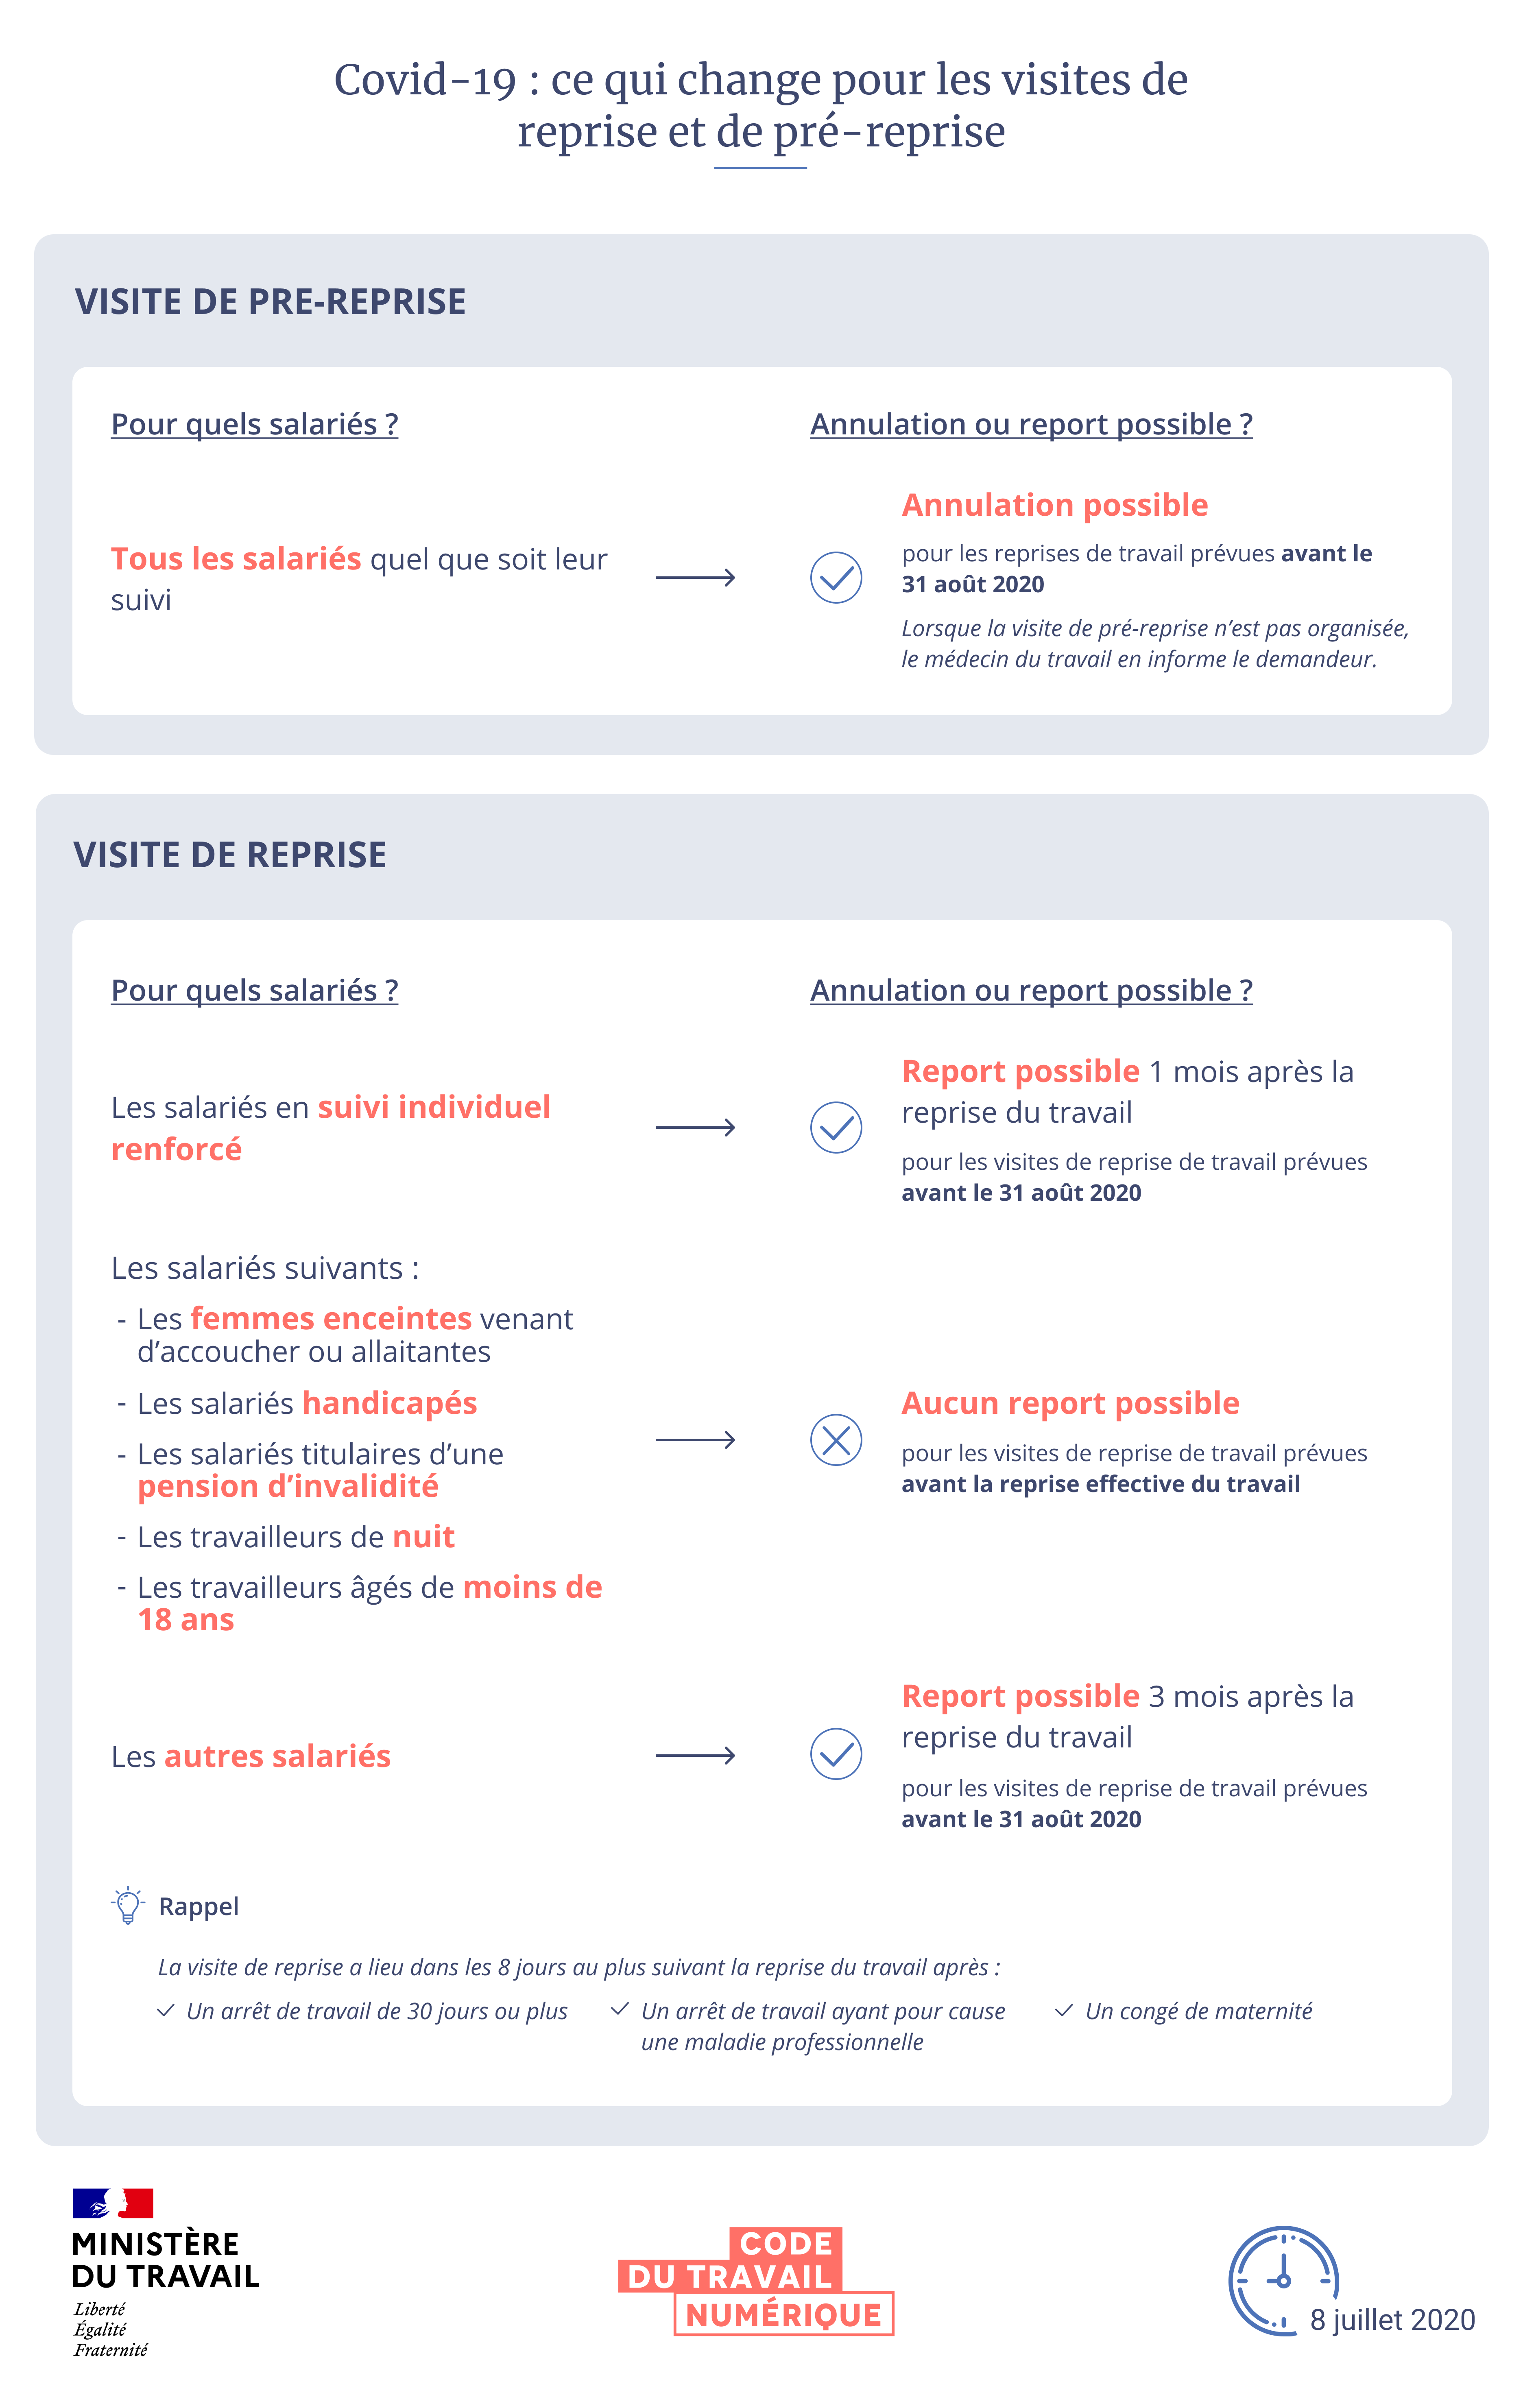 Covid-19 : ce qui change pour les visites de
reprise et de pré-reprise
VISITE DE PRE-REPRISE
Pour quels salariés ?
Annulation ou report possible ?
Tous les salariés quel que soit leur
suivi
Annulation possible
pour les reprises de travail prévues avant le
31 août 2020
Lorsque la visite de pré-reprise n’est pas organisée,
le médecin du travail en informe le demandeur.
VISITE DE REPRISE
Pour quels salariés ?
Annulation ou report possible ?
Les salariés en suivi individuel
renforcé
Report possible 1 mois après la
reprise du travail
pour les visites de reprise de travail prévues
avant le 31 août 2020
Les salariés suivants :
- Les femmes enceintes venant
d’accoucher ou allaitantes
- Les salariés handicapés
- Les salariés titulaires d’une
pension d’invalidité
- Les travailleurs de nuit
- Les travailleurs âgés de moins de
18 ans
Aucun report possible
pour les visites de reprise de travail prévues
avant la reprise effective du travail
Les autres salariés
Report possible 3 mois après la
reprise du travail
pour les visites de reprise de travail prévues
avant le 31 août 2020
Rappel
La visite de reprise a lieu dans les 8 jours au plus suivant la reprise du travail après :
Un arrêt de travail de 30 jours ou plus
Un arrêt de travail ayant pour cause
une maladie professionnelle
Un congé de maternité
MINISTÈRE
DU TRAVAIL
Liberté
Égalité
Fraternité
CODE
DU TRAVAIL
NUMÉRIQUE
8 juillet 2020